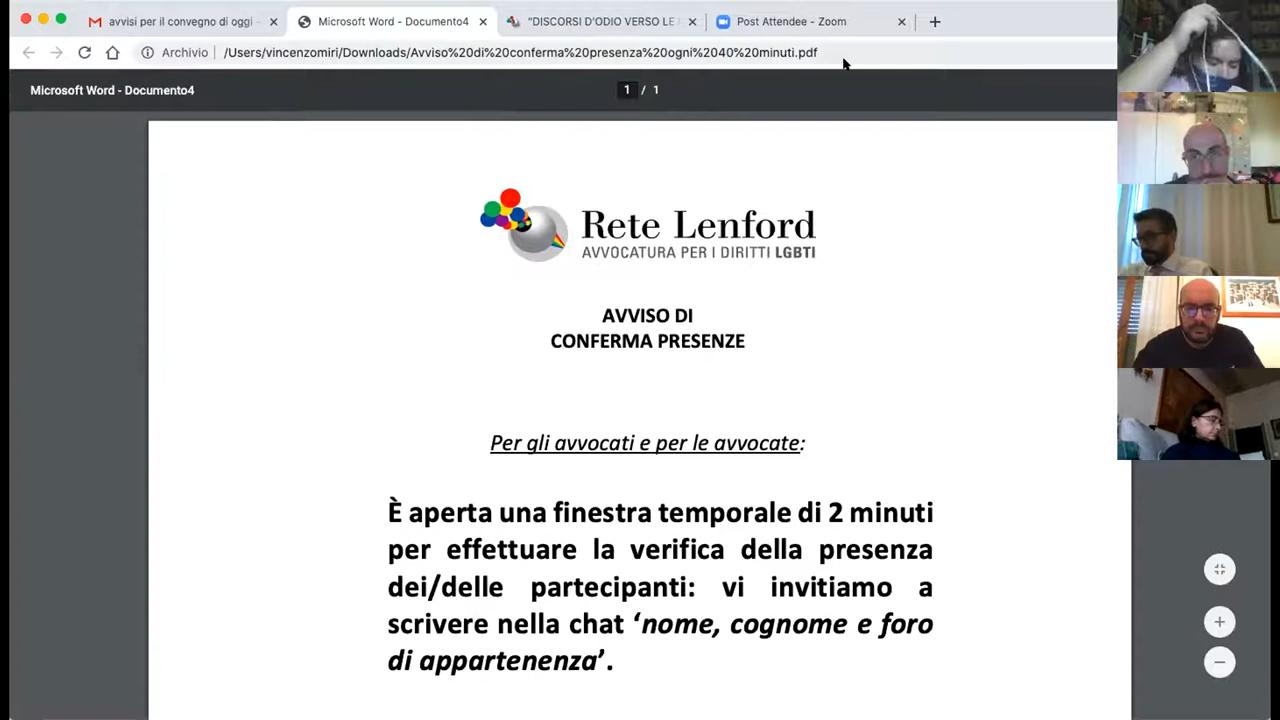 avvisi per il convegno di oggi -
Microsoft Word - Documento4
"DISCORSI D'ODIO VERSO LE
Post Attendee - Zoom
Archivio
/Users/vincenzomiri/Downloads/Avviso%20di%20conferma%20presenza%20ogni%2040%20minuti.pdf
Microsoft Word - Documento4
1 / 1
Rete Lenford
AVVOCATURA PER I DIRITTI LGBTI
AVVISO DI
CONFERMA PRESENZE
Per gli avvocati e per le avvocate:
È aperta una finestra temporale di 2 minuti
per effettuare la verifica della presenza
dei/delle partecipanti: vi invitiamo a
scrivere nella chat ‘nome, cognome e foro
di appartenenza’.